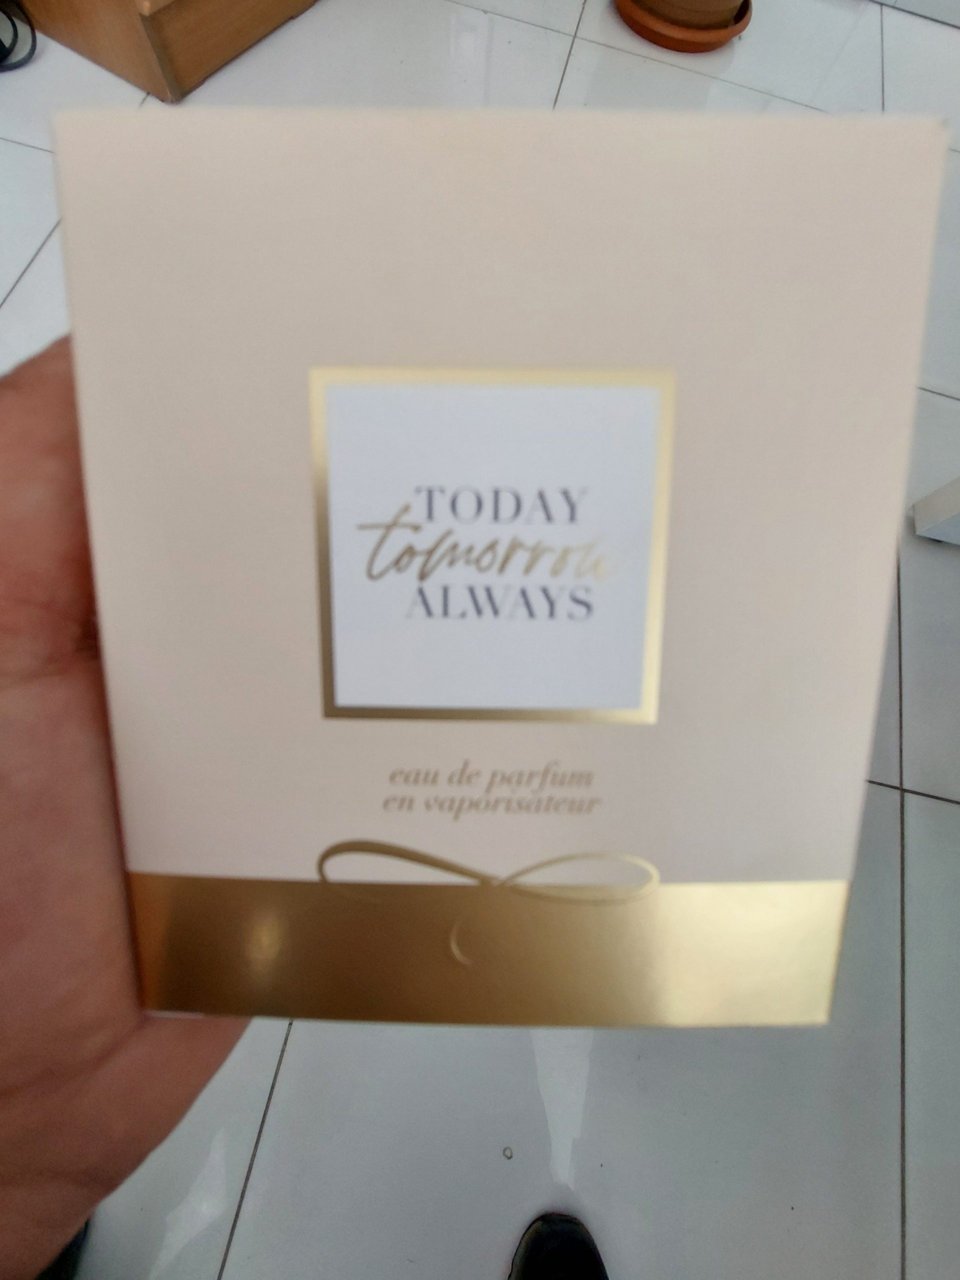 TODAY
tomorrow
ALWAYS
eau de parfum
en vaporisateur